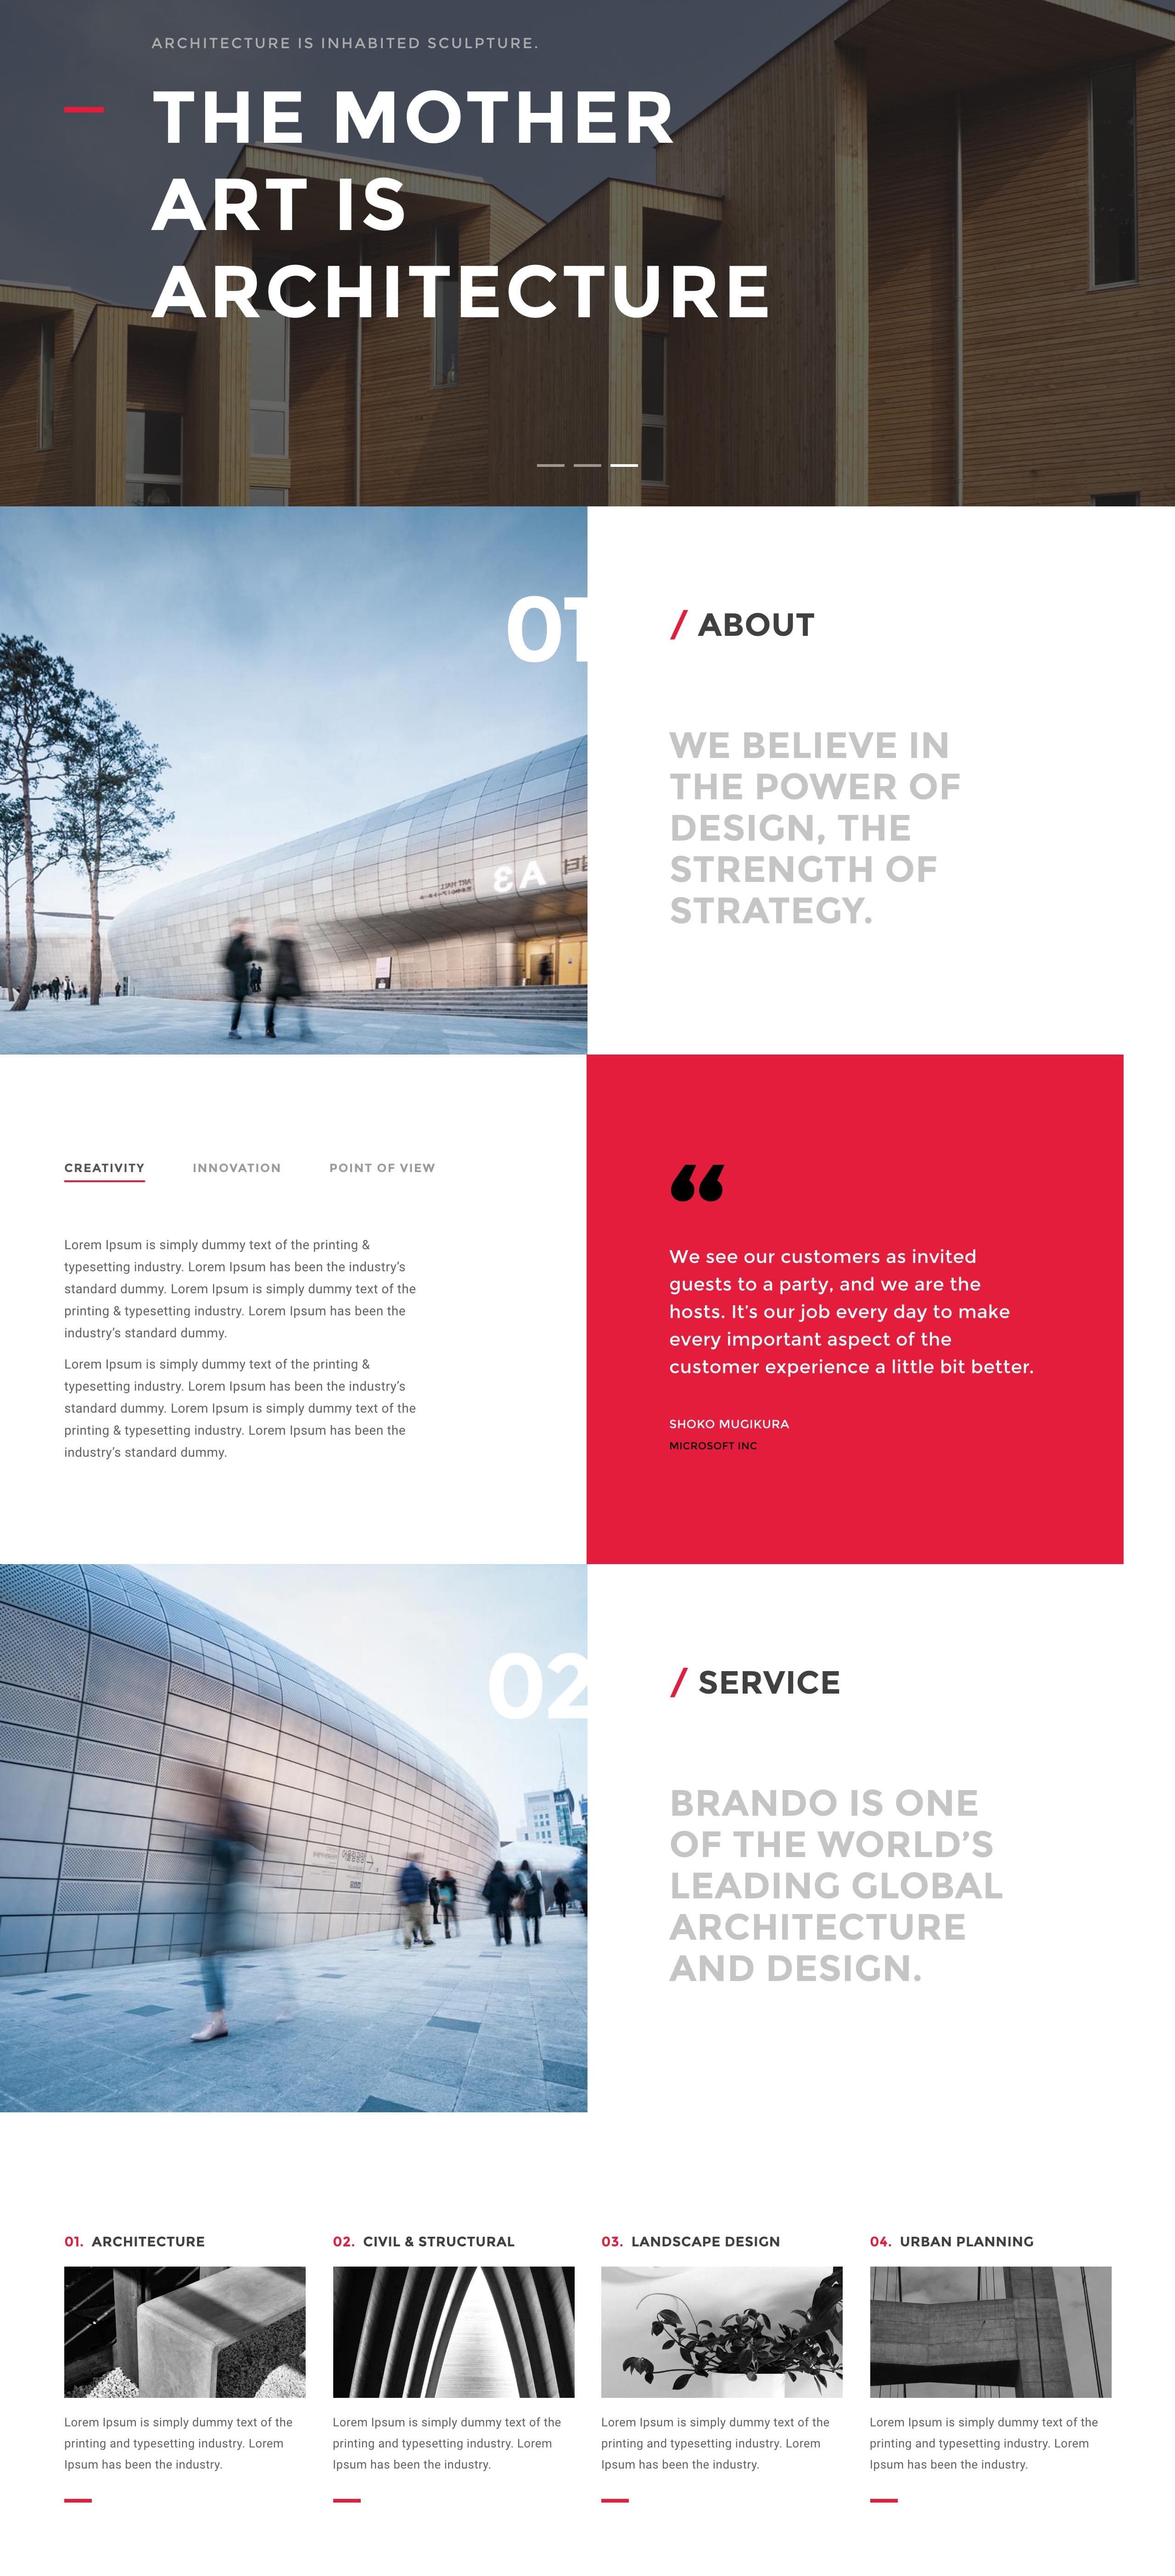 ARCHITECTURE IS INHABITED SCULPTURE.
THE MOTHER
ART IS
ARCHITECTURE
01
/ ABOUT
WE BELIEVE IN
THE POWER OF
DESIGN, THE
STRENGTH OF
STRATEGY.
CREATIVITY
INNOVATION
POINT OF VIEW
Lorem Ipsum is simply dummy text of the printing &
typesetting industry. Lorem Ipsum has been the industry’s
standard dummy. Lorem Ipsum is simply dummy text of the
printing & typesetting industry. Lorem Ipsum has been the
industry’s standard dummy.
Lorem Ipsum is simply dummy text of the printing &
typesetting industry. Lorem Ipsum has been the industry’s
standard dummy. Lorem Ipsum is simply dummy text of the
printing & typesetting industry. Lorem Ipsum has been the
industry’s standard dummy.
“
We see our customers as invited
guests to a party, and we are the
hosts. It’s our job every day to make
every important aspect of the
customer experience a little bit better.
SHOKO MUGIKURA
MICROSOFT INC
02
/ SERVICE
BRANDO IS ONE
OF THE WORLD’S
LEADING GLOBAL
ARCHITECTURE
AND DESIGN.
01. ARCHITECTURE
Lorem Ipsum is simply dummy text of the
printing and typesetting industry. Lorem
Ipsum has been the industry.
02. CIVIL & STRUCTURAL
Lorem Ipsum is simply dummy text of the
printing and typesetting industry. Lorem
Ipsum has been the industry.
03. LANDSCAPE DESIGN
Lorem Ipsum is simply dummy text of the
printing and typesetting industry. Lorem
Ipsum has been the industry.
04. URBAN PLANNING
Lorem Ipsum is simply dummy text of the
printing and typesetting industry. Lorem
Ipsum has been the industry.